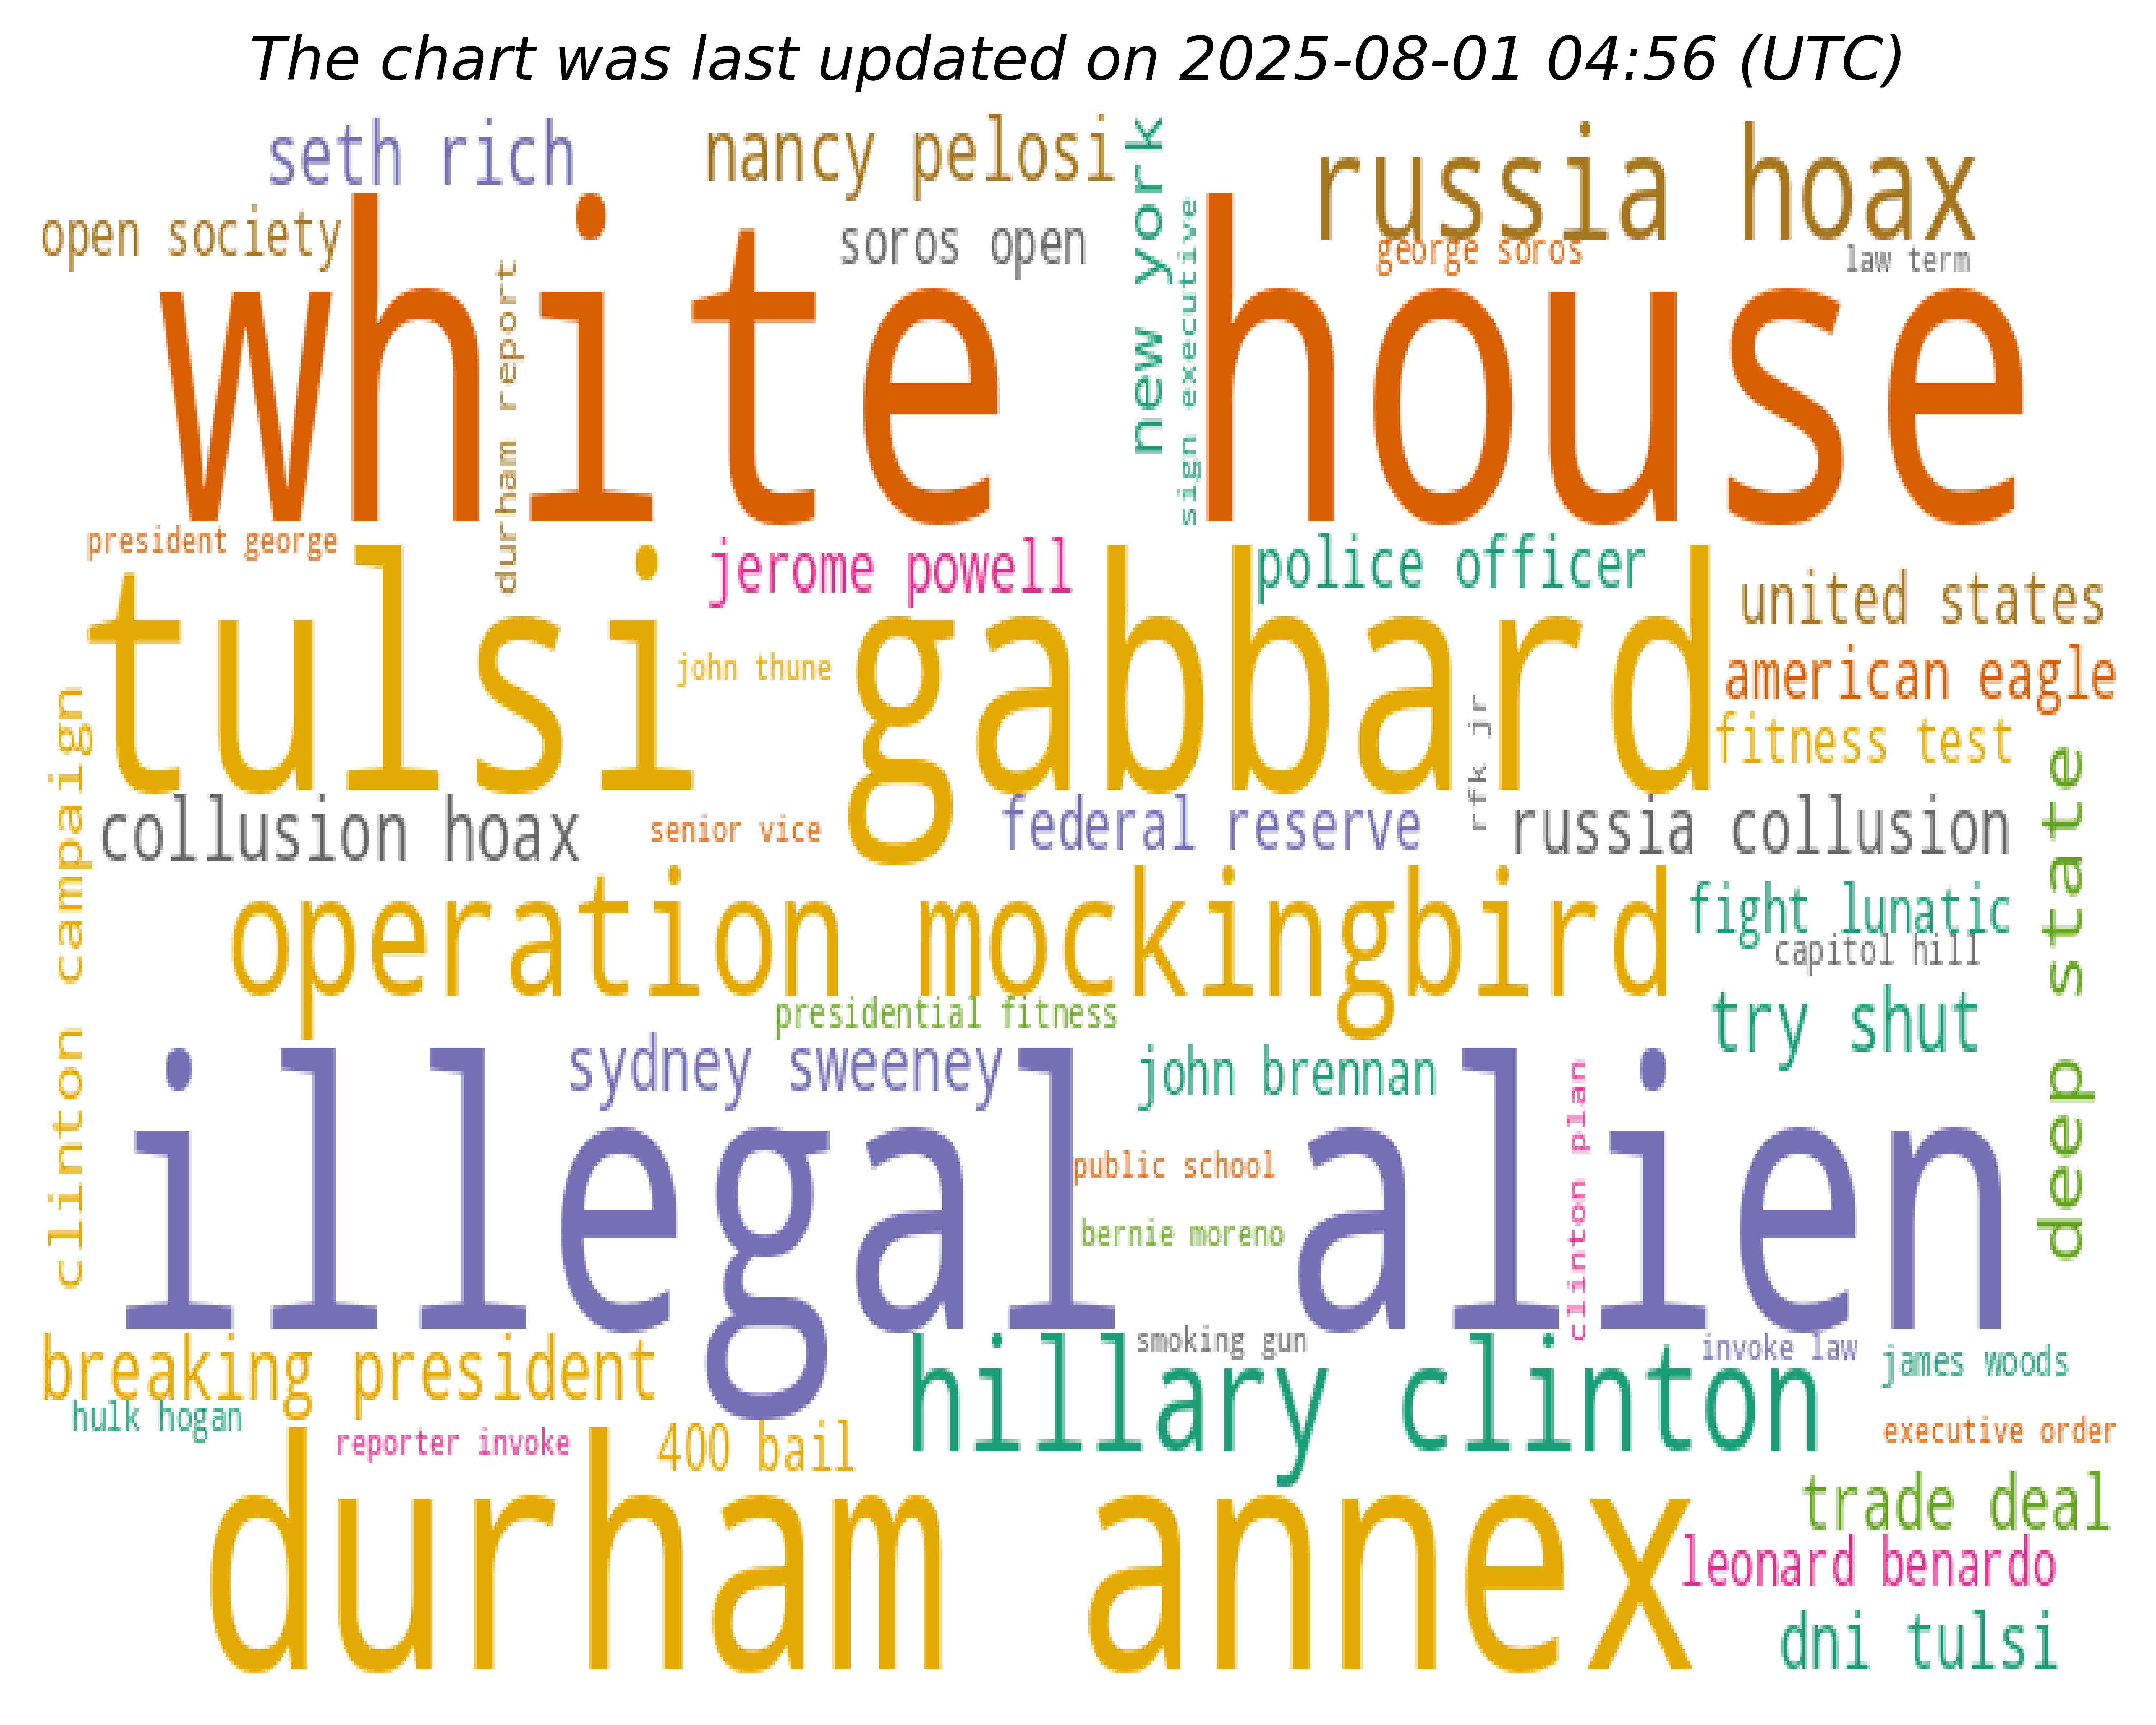 The chart was last updated on 2025-08-01 04:56 (UTC)
seth rich
nancy pelosi
new york
russia hoax
open society
soros open
sign executive
george soros
law term
white house
durham report
president george
jerome powell
police officer
united states
tulsi gabbard
john thune
american eagle
rfk jr
fitness test
clinton campaign
collusion hoax
senior vice
federal reserve
russia collusion
deep state
operation mockingbird
fight lunatic
capitol hill
presidential fitness
try shut
sydney sweeney
john brennan
illegal alien
public school
clinton plan
bernie moreno
breaking president
smoking gun
invoke law
james woods
hillary clinton
hulk hogan
reporter invoke
400 bail
executive order
durham annex
trade deal
leonard benardo
dni tulsi